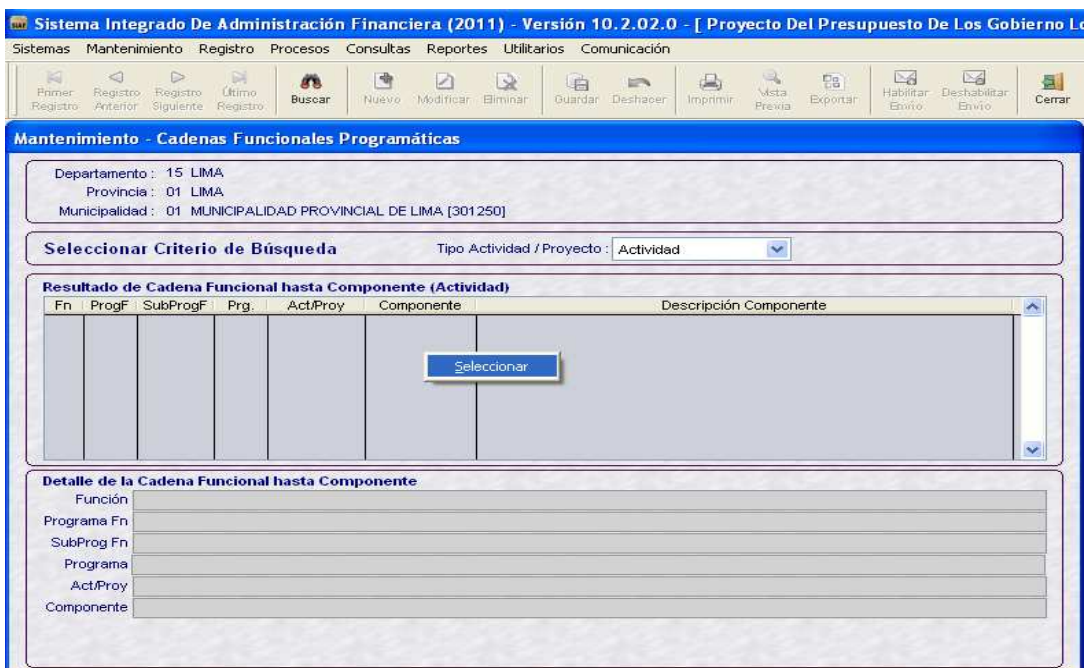 SIAF Sistema Integrado De Administración Financiera (2011) - Versión 10.2.02.0 - [ Proyecto Del Presupuesto De Los Gobierno Lo
Sistemas Mantenimiento Registro Procesos Consultas Reportes Utilitarios Comunicación
Primer Registro Registro Anterior Registro Siguiente Último Registro Buscar Nuevo Modificar Eliminar Guardar Deshacer Imprimir Vista Previa Exportar Habilitar Envío Deshabilitar Envío Cerrar
Mantenimiento - Cadenas Funcionales Programáticas
Departamento : 15 LIMA
Provincia : 01 LIMA
Municipalidad : 01 MUNICIPALIDAD PROVINCIAL DE LIMA [301250]
Seleccionar Criterio de Búsqueda Tipo Actividad / Proyecto : Actividad
Resultado de Cadena Funcional hasta Componente (Actividad)
Fn ProgF SubProgF Prg. Act/Proy Componente Descripción Componente
Seleccionar
Detalle de la Cadena Funcional hasta Componente
Función
Programa Fn
SubProg Fn
Programa
Act/Proy
Componente